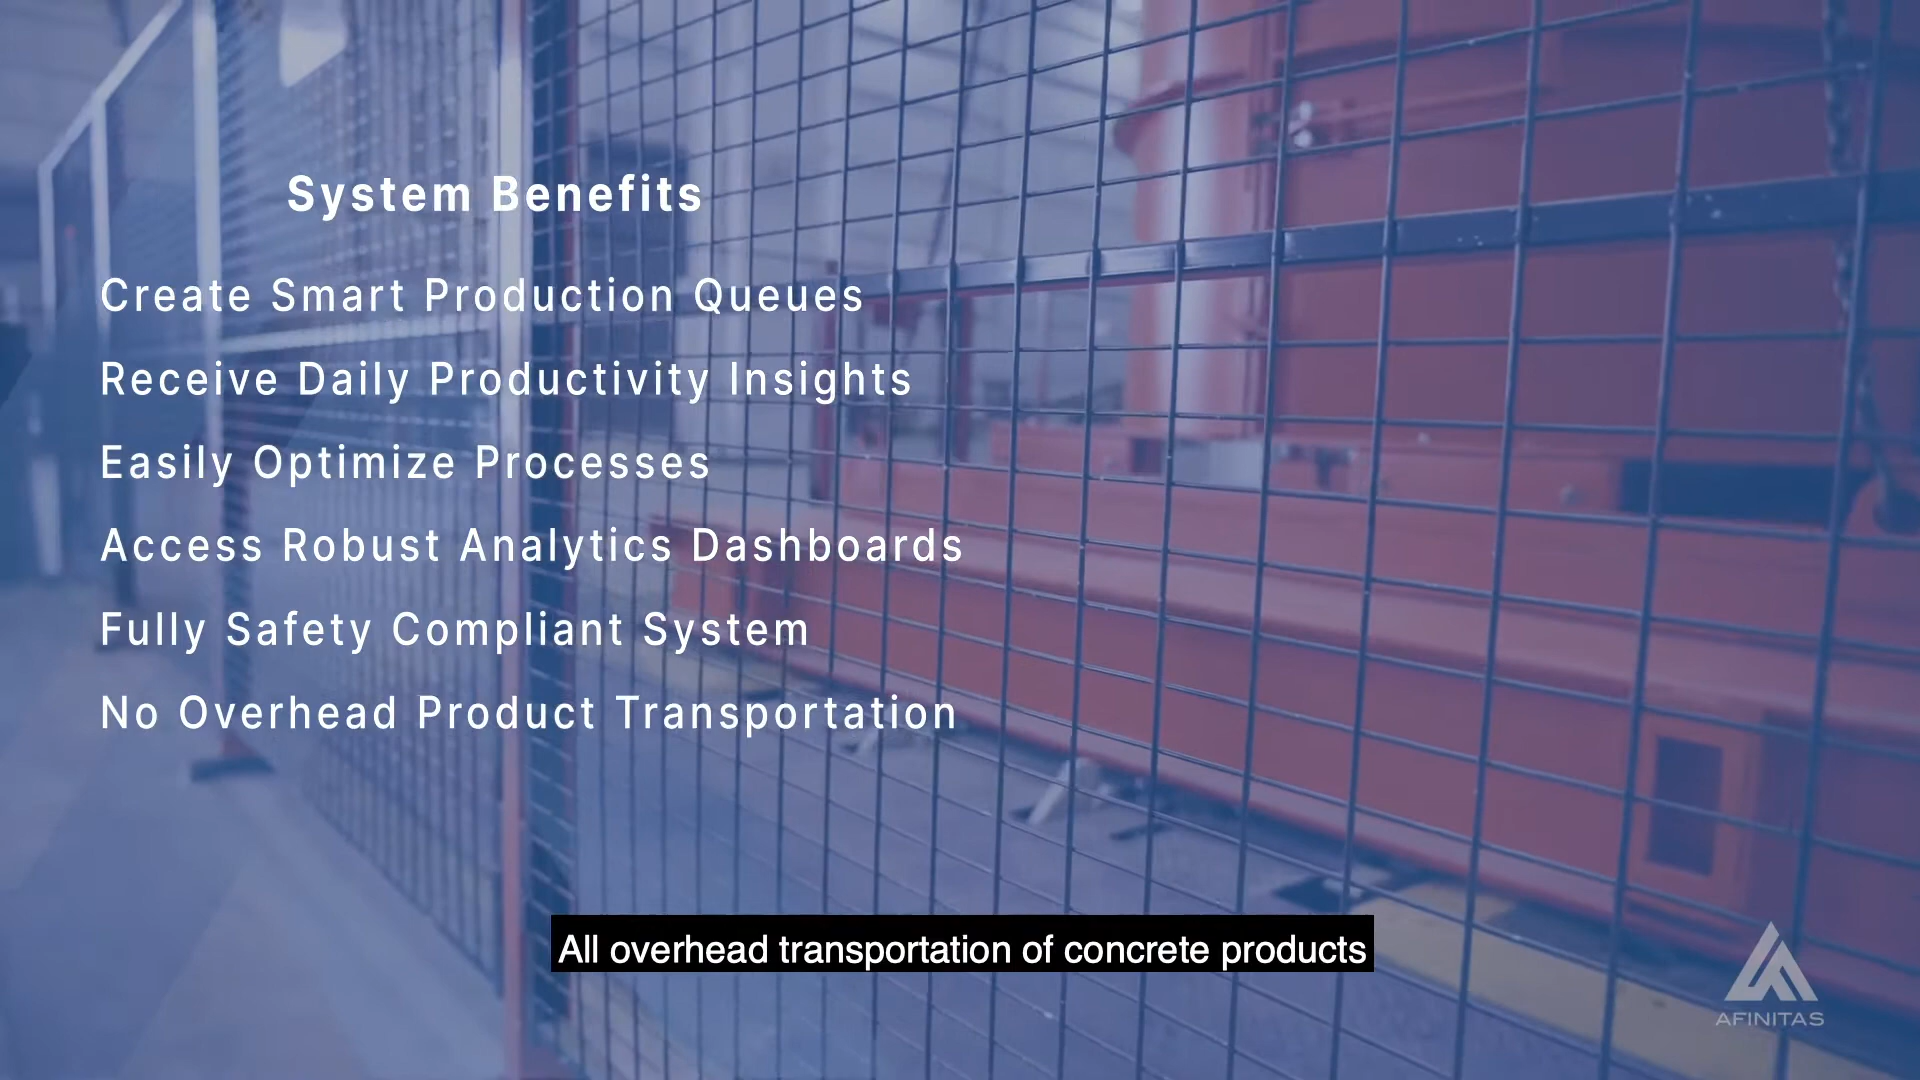 System Benefits
Create Smart Production Queues
Receive Daily Productivity Insights
Easily Optimize Processes
Access Robust Analytics Dashboards
Fully Safety Compliant System
No Overhead Product Transportation
All overhead transportation of concrete products
AFINITAS